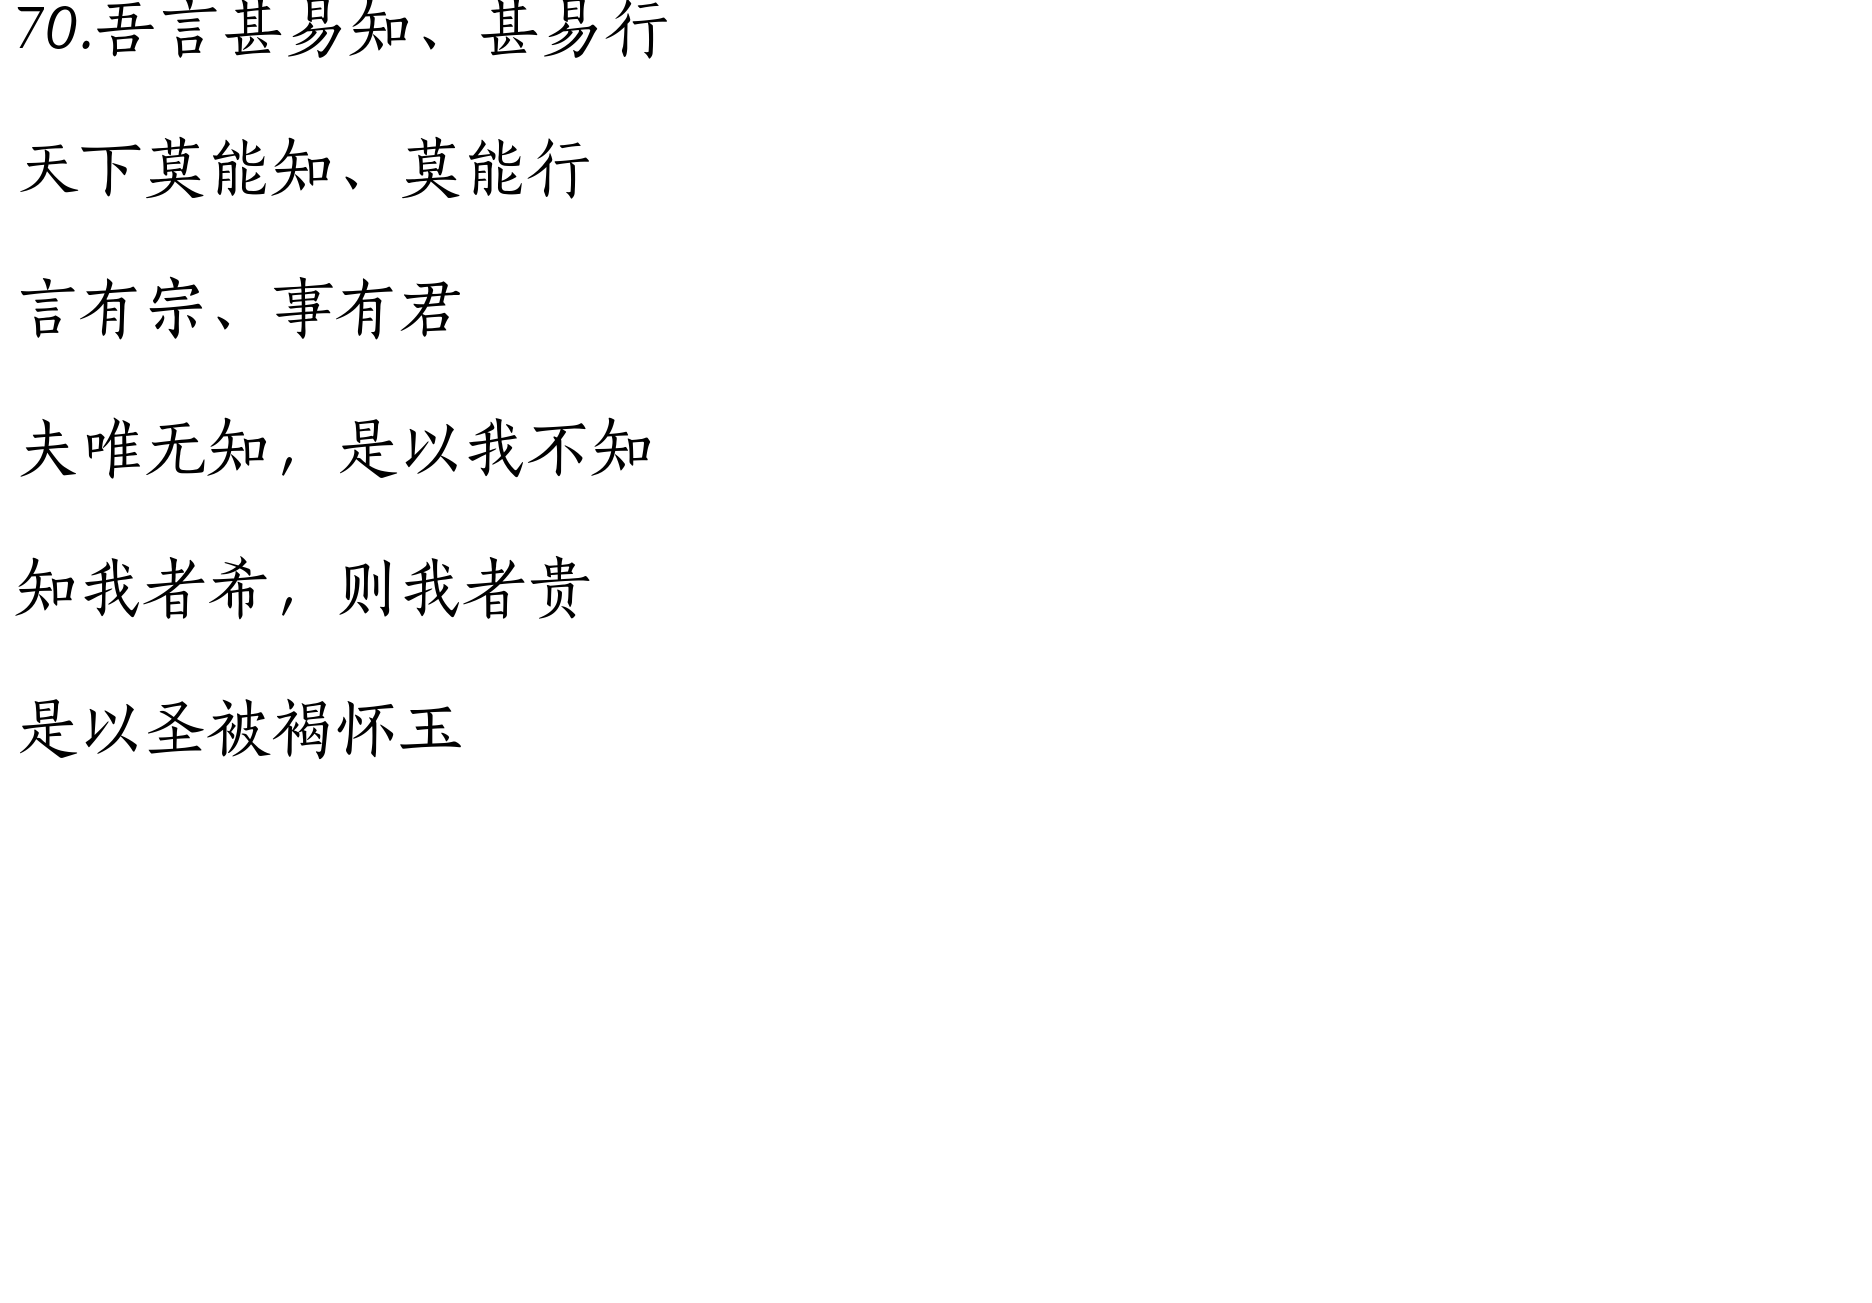 70.吾言甚易知、甚易行
天下莫能知、莫能行
言有宗、事有君
夫唯无知，是以我不知
知我者希，则我者贵
是以圣被褐怀玉